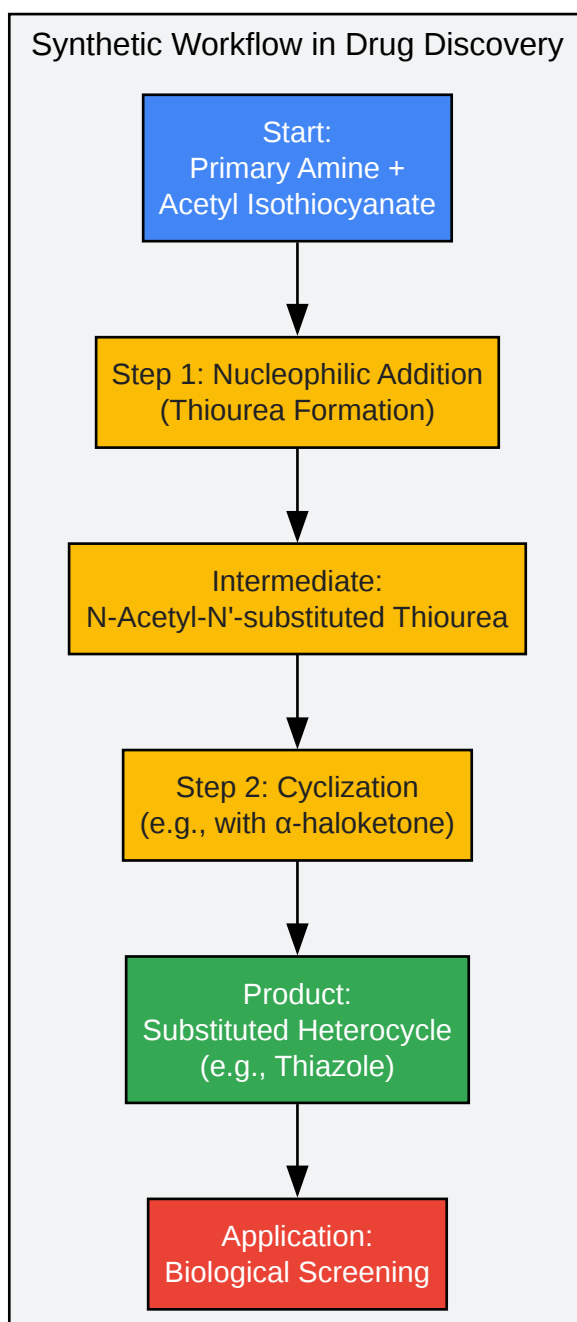 Synthetic Workflow in Drug Discovery
Start:
Primary Amine +
Acetyl Isothiocyanate
Step 1: Nucleophilic Addition
(Thiourea Formation)
Intermediate:
N-Acetyl-N'-substituted Thiourea
Step 2: Cyclization
(e.g., with α-haloketone)
Product:
Substituted Heterocycle
(e.g., Thiazole)
Application:
Biological Screening